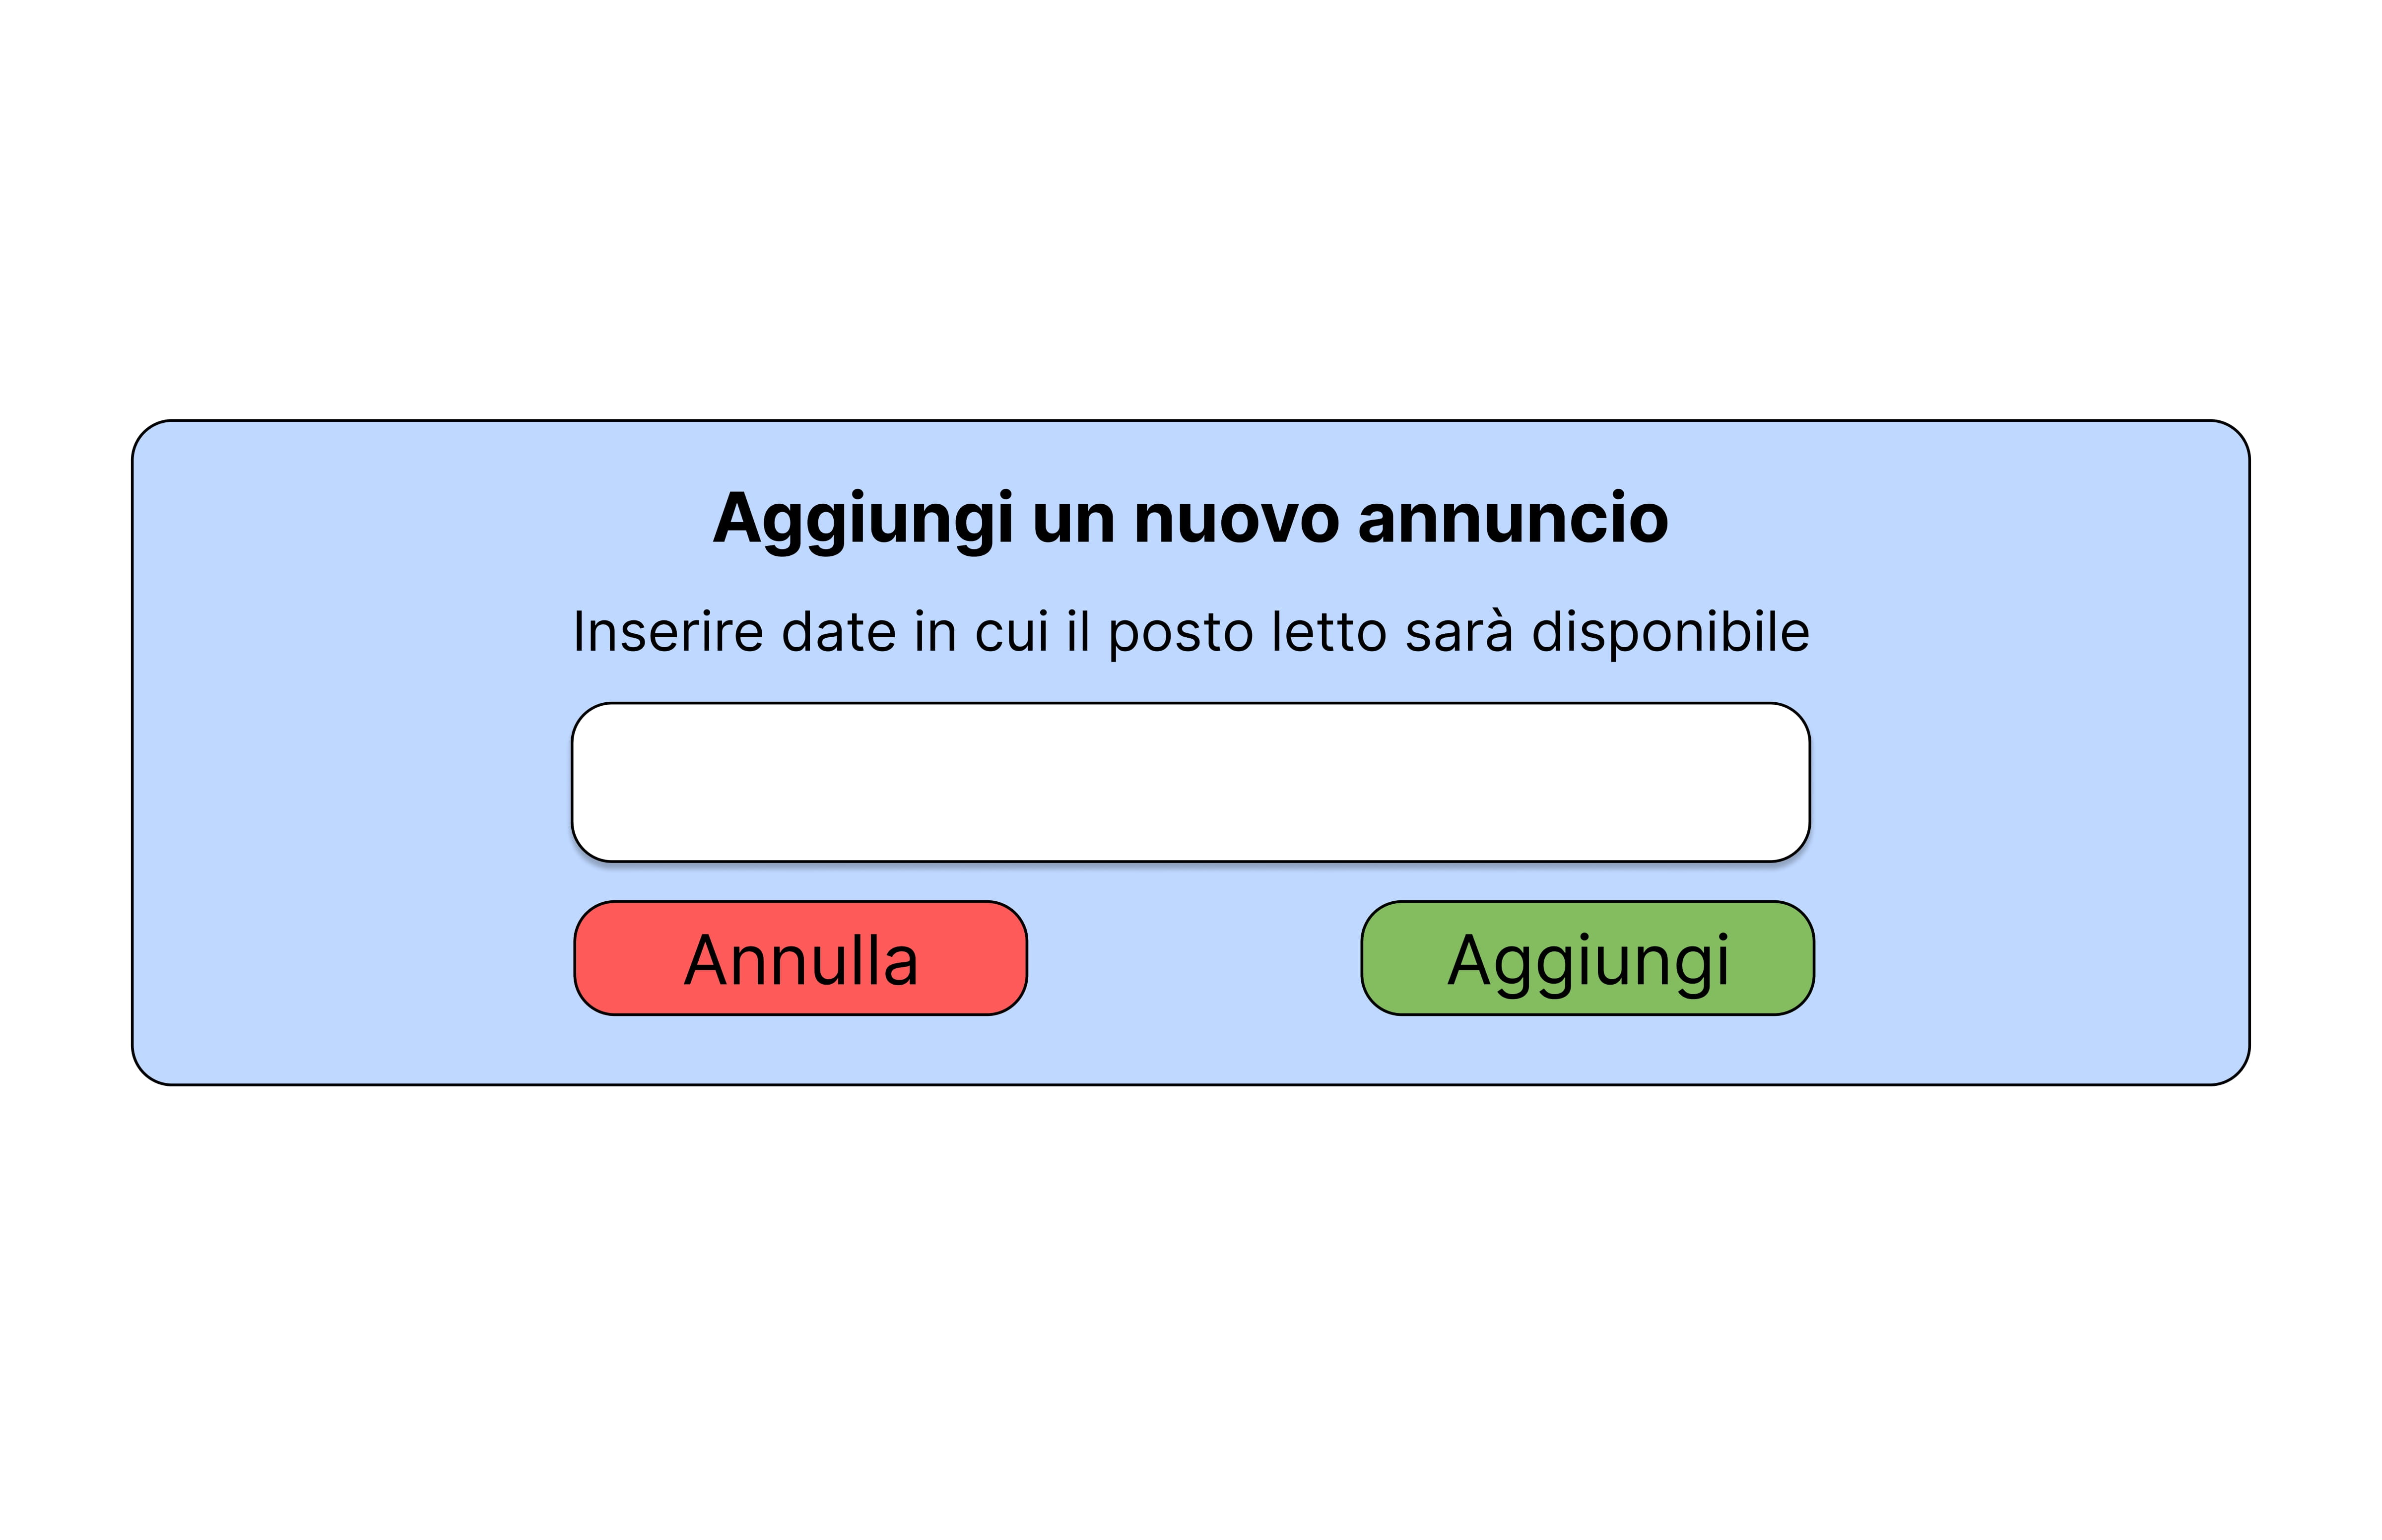 Aggiungi un nuovo annuncio
Inserire date in cui il posto letto sarà disponibile
Annulla
Aggiungi